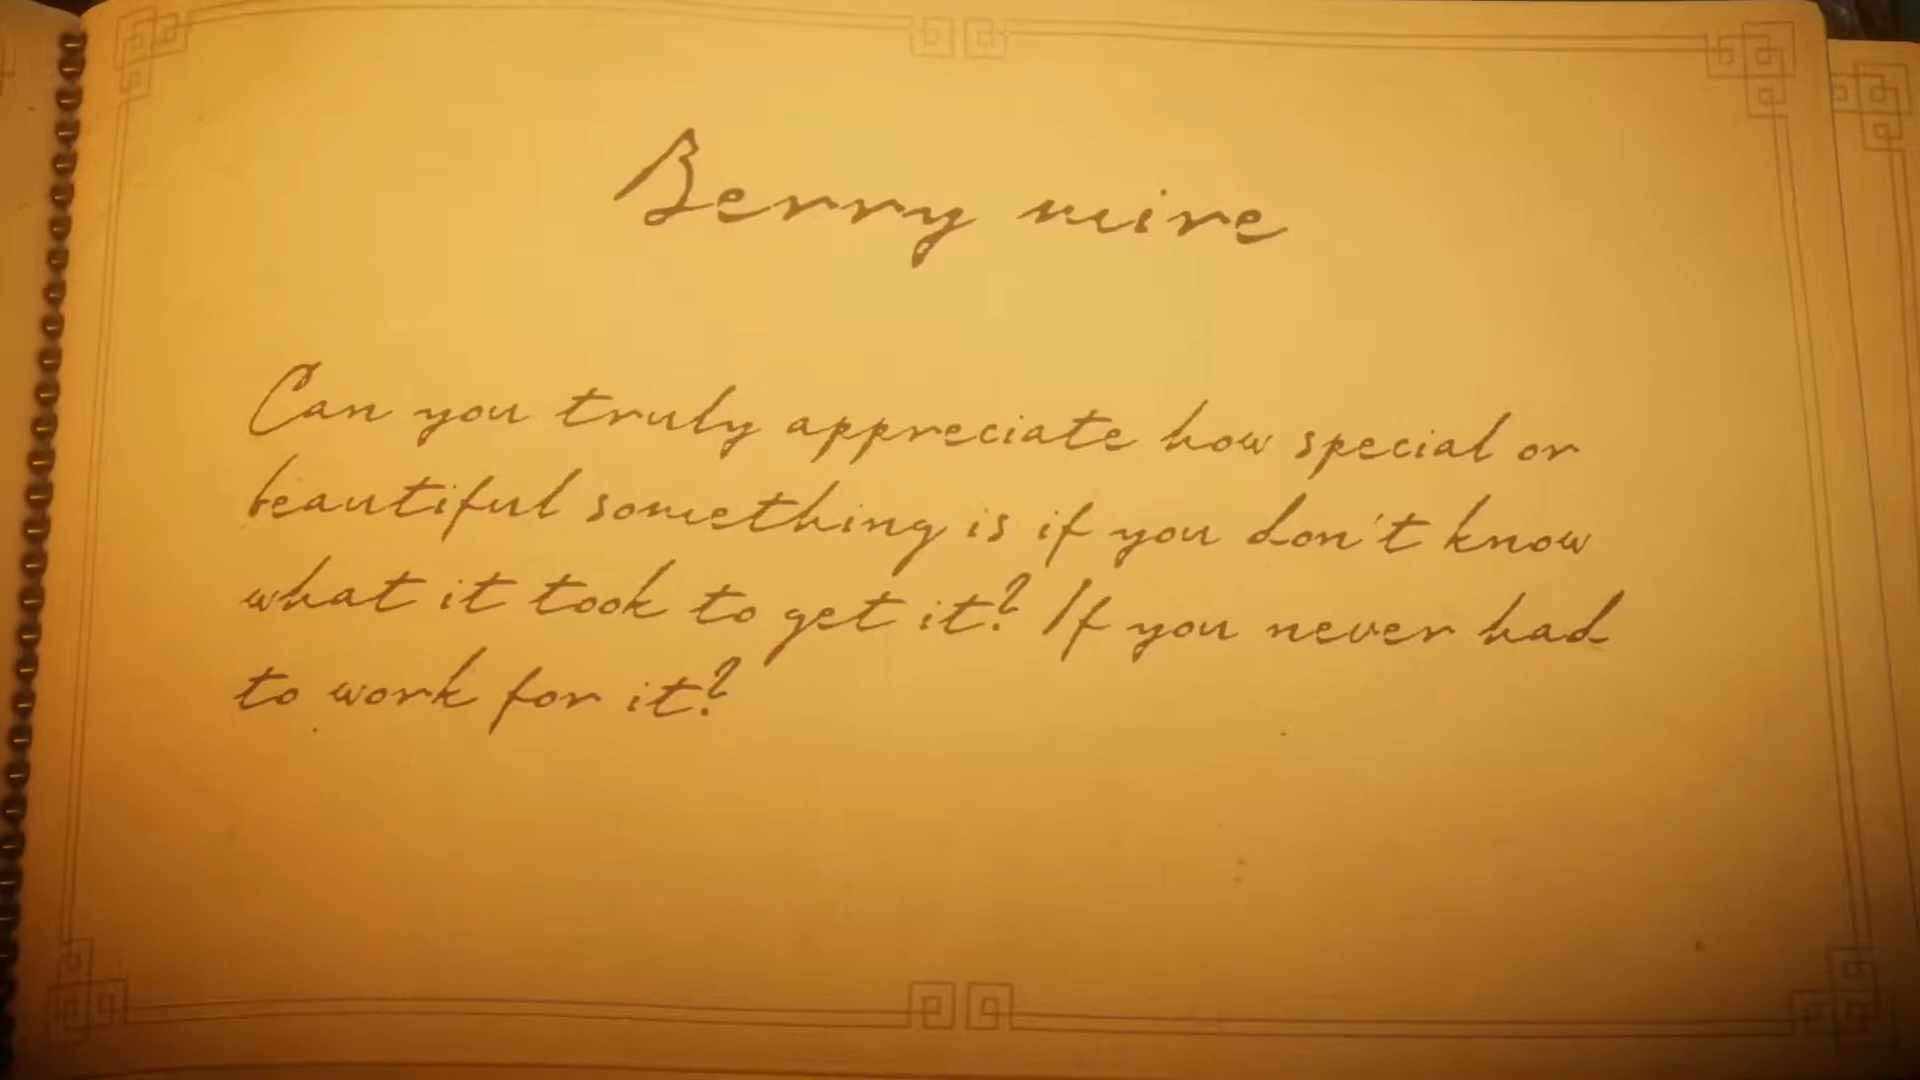 Berry mire
Can you truly appreciate how special or
beautiful something is if you don't know
what it took to get it? If you never had
to work for it?